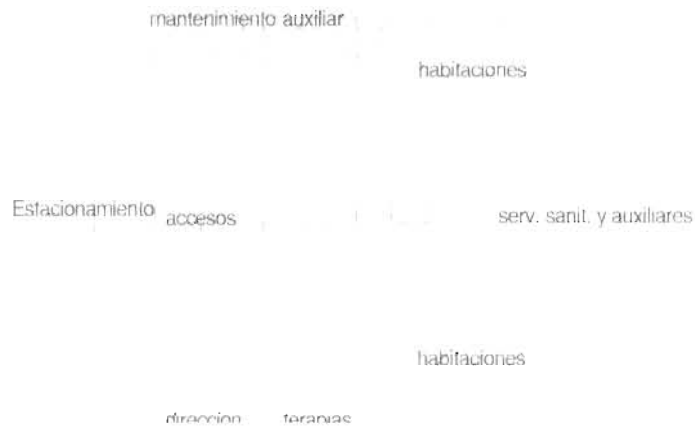 mantenimiento auxiliar
habitaciones
Estacionamiento
accesos
serv. sanit. y auxiliares
habitaciones
direccion terapias